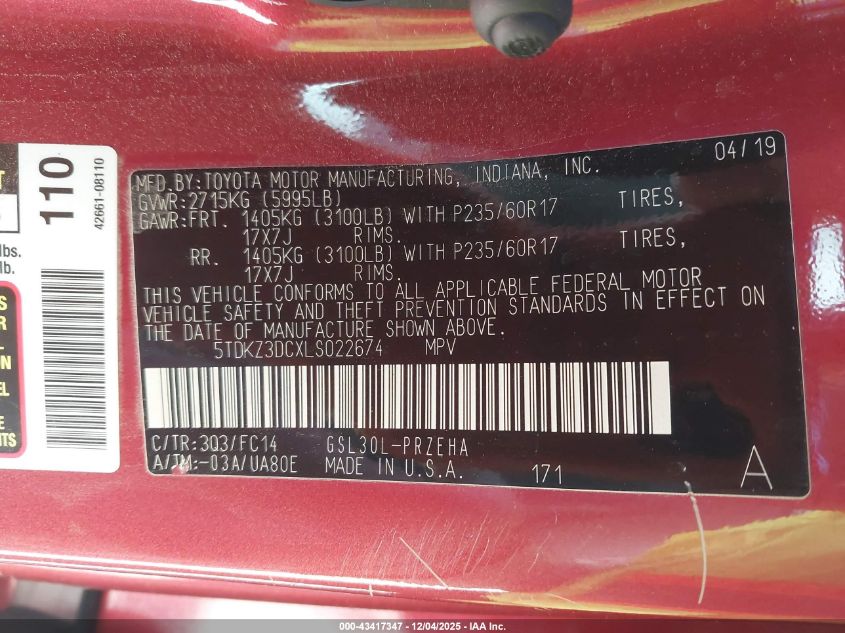 MFD.BY:TOYOTA MOTOR MANUFACTURING, INDIANA, INC. 04/19
GVWR:2715KG (5995LB)
GAWR:FRT. 1405KG (3100LB) WITH P235/60R17 TIRES,
17X7J RIMS.
RR. 1405KG (3100LB) WITH P235/60R17 TIRES,
17X7J RIMS.
THIS VEHICLE CONFORMS TO ALL APPLICABLE FEDERAL MOTOR
VEHICLE SAFETY AND THEFT PREVENTION STANDARDS IN EFFECT ON
THE DATE OF MANUFACTURE SHOWN ABOVE.
5TDKZ3DCXLS022674 MPV
C/TR:3Q3/FC14 GSL30L-PRZEHA
A/TM:-03A/UA80E MADE IN U.S.A. 171 A
110
42661-08110
lbs.
lb.
000-43417347 - 12/04/2025 - IAA Inc.